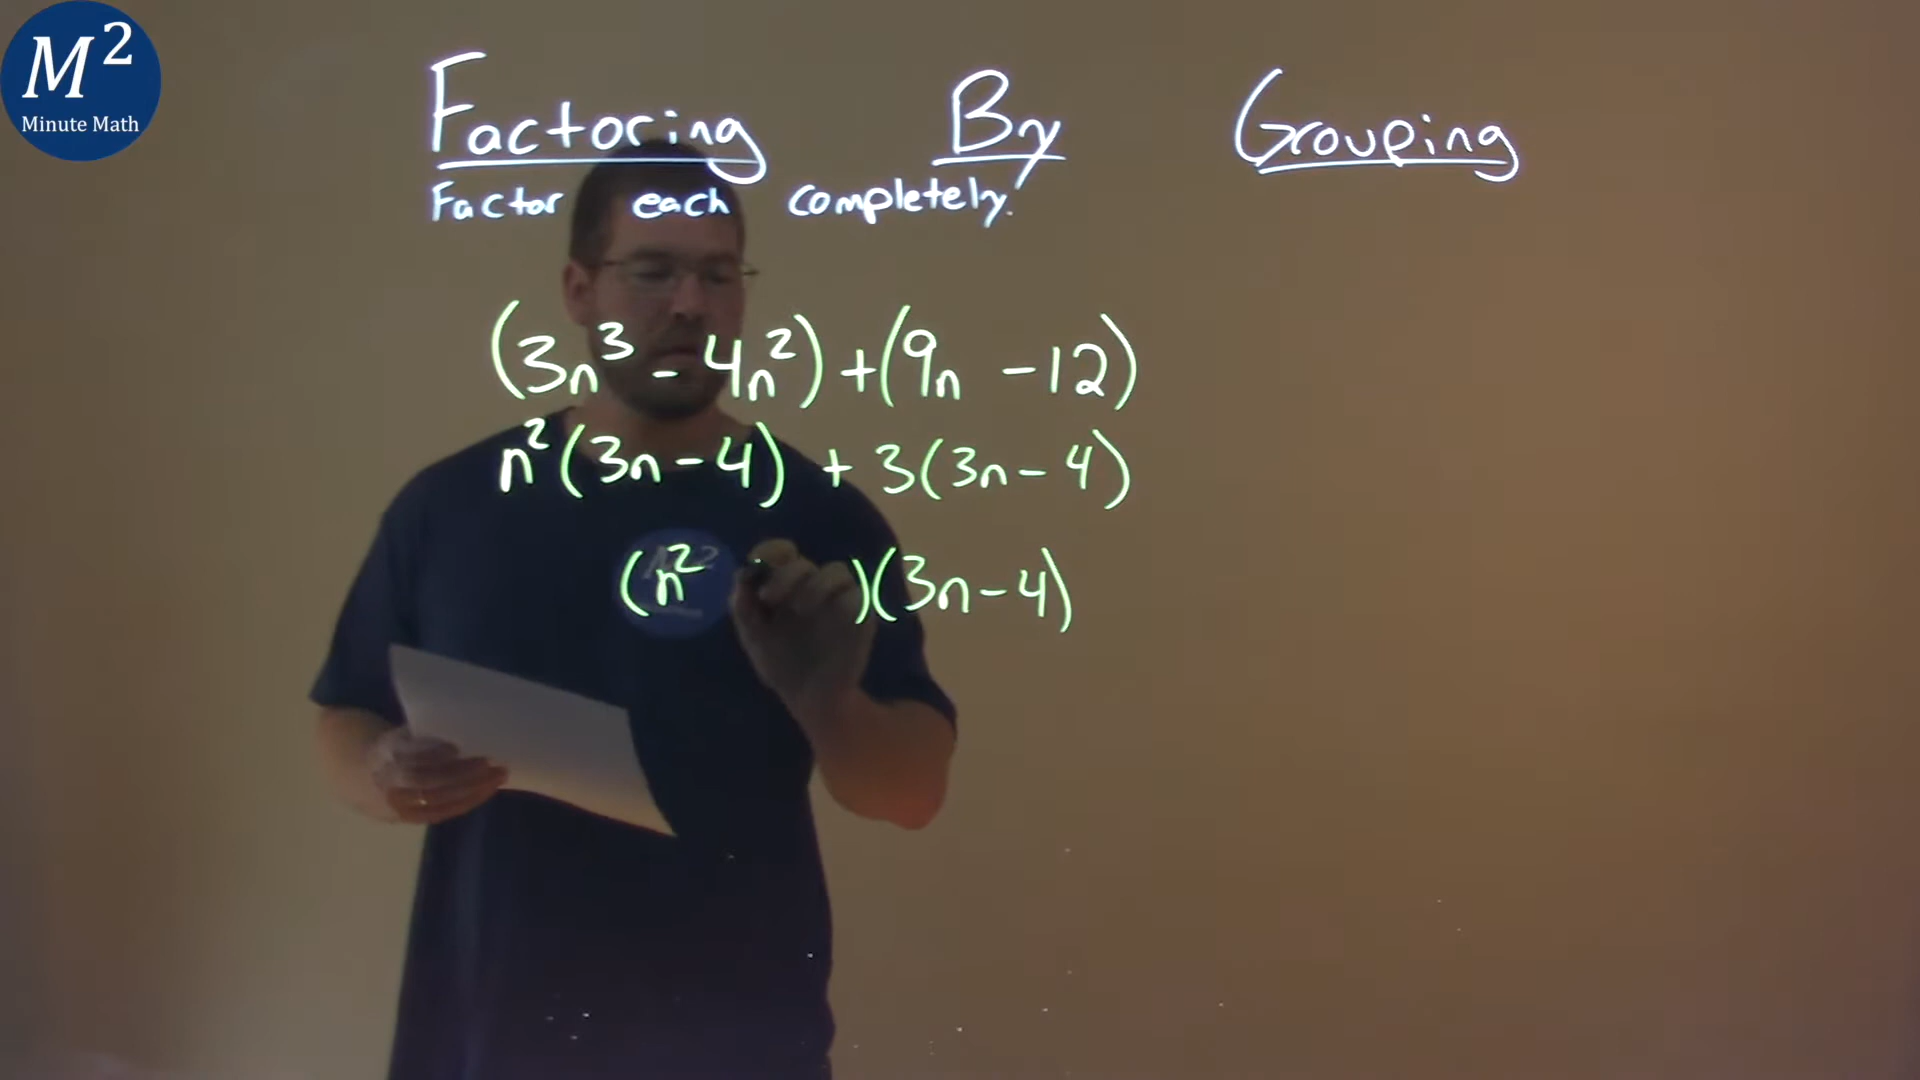 M²
Minute Math
Factoring By Grouping
Factor each completely.
(3n³ - 4n²) + (9n - 12)
n²(3n - 4) + 3(3n - 4)
(n² )(3n - 4)